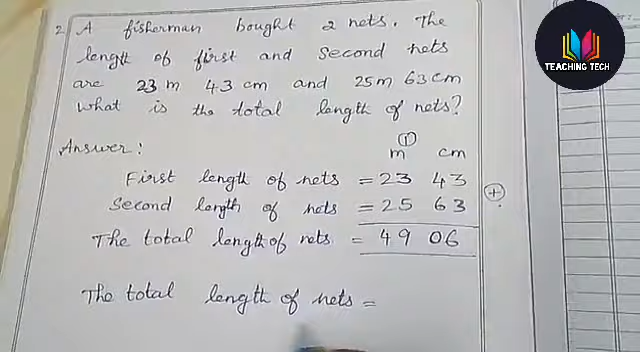 2. A fisherman bought 2 nets. The
length of first and second nets
are 23 m 43 cm and 25 m 63 cm
what is the total length of nets?
Answer:
① 
m cm
First length of nets = 23 43
Second length of nets = 25 63 (+)
The total length of nets = 49 06
The total length of nets =
TEACHING TECH